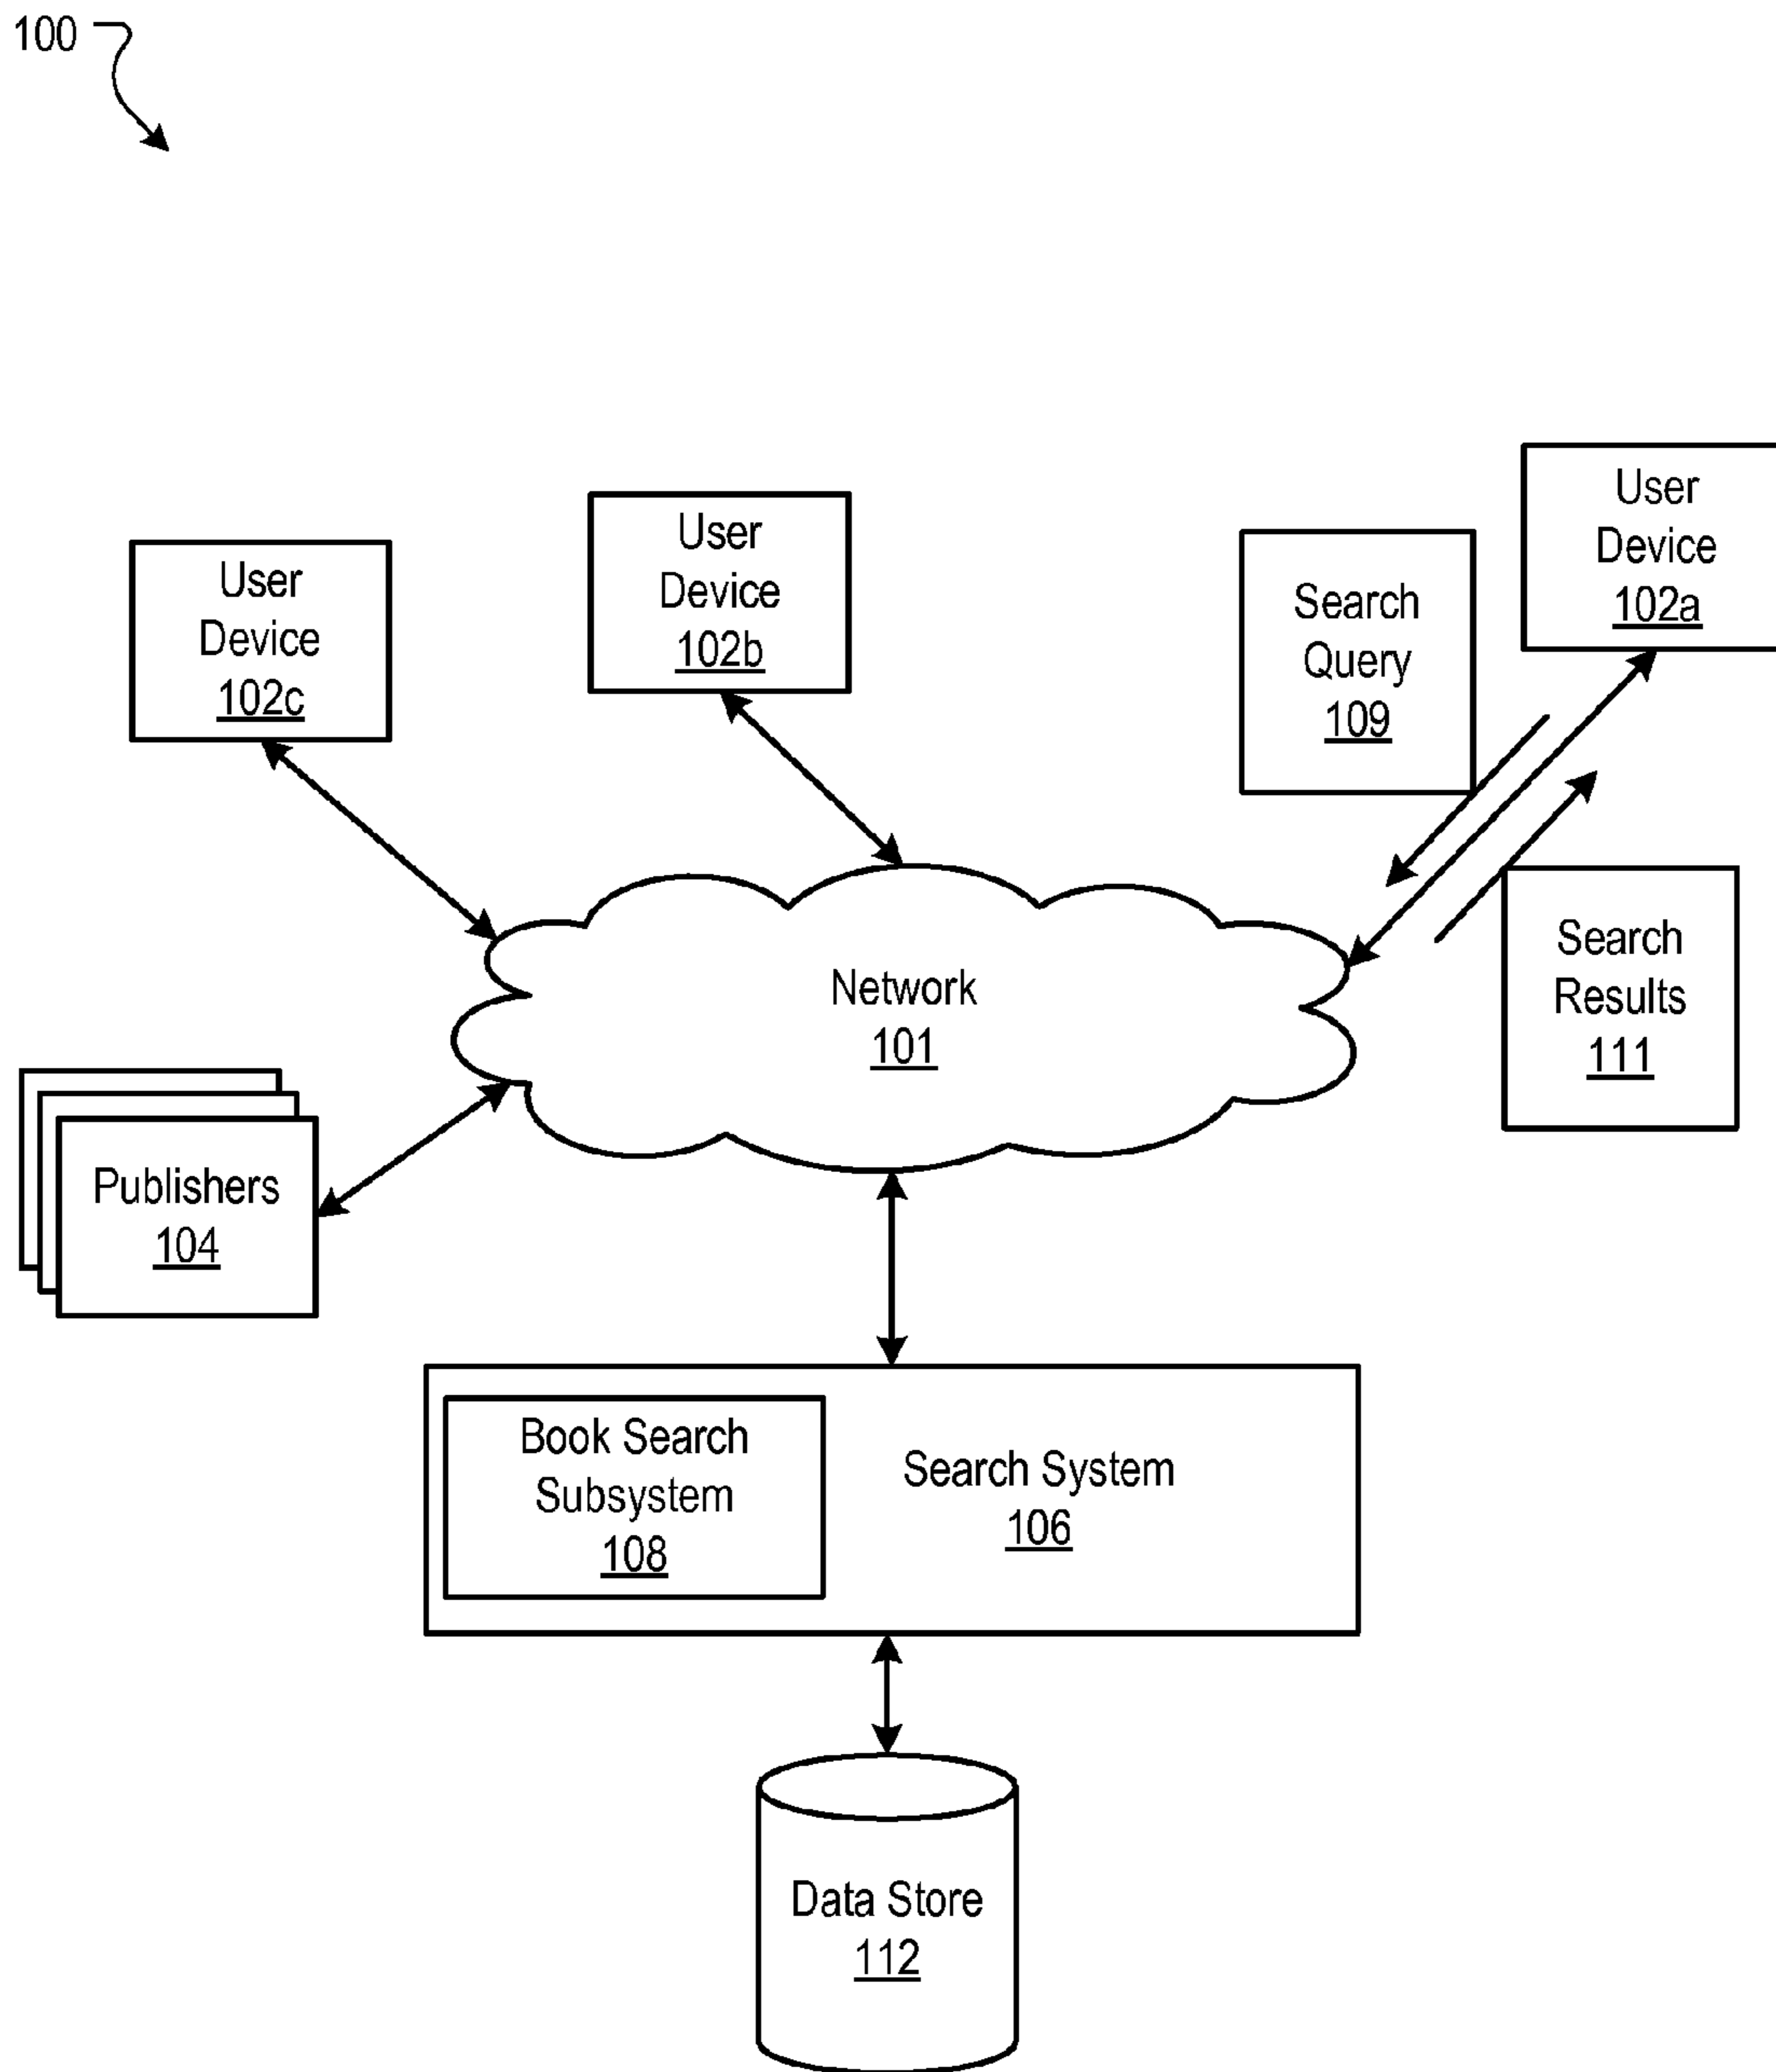 100
User
Device
102a
User
Device
102b
Search
Query
109
User
Device
102c
Search
Results
111
Network
101
Publishers
104
Book Search
Subsystem
108
Search System
106
Data Store
112